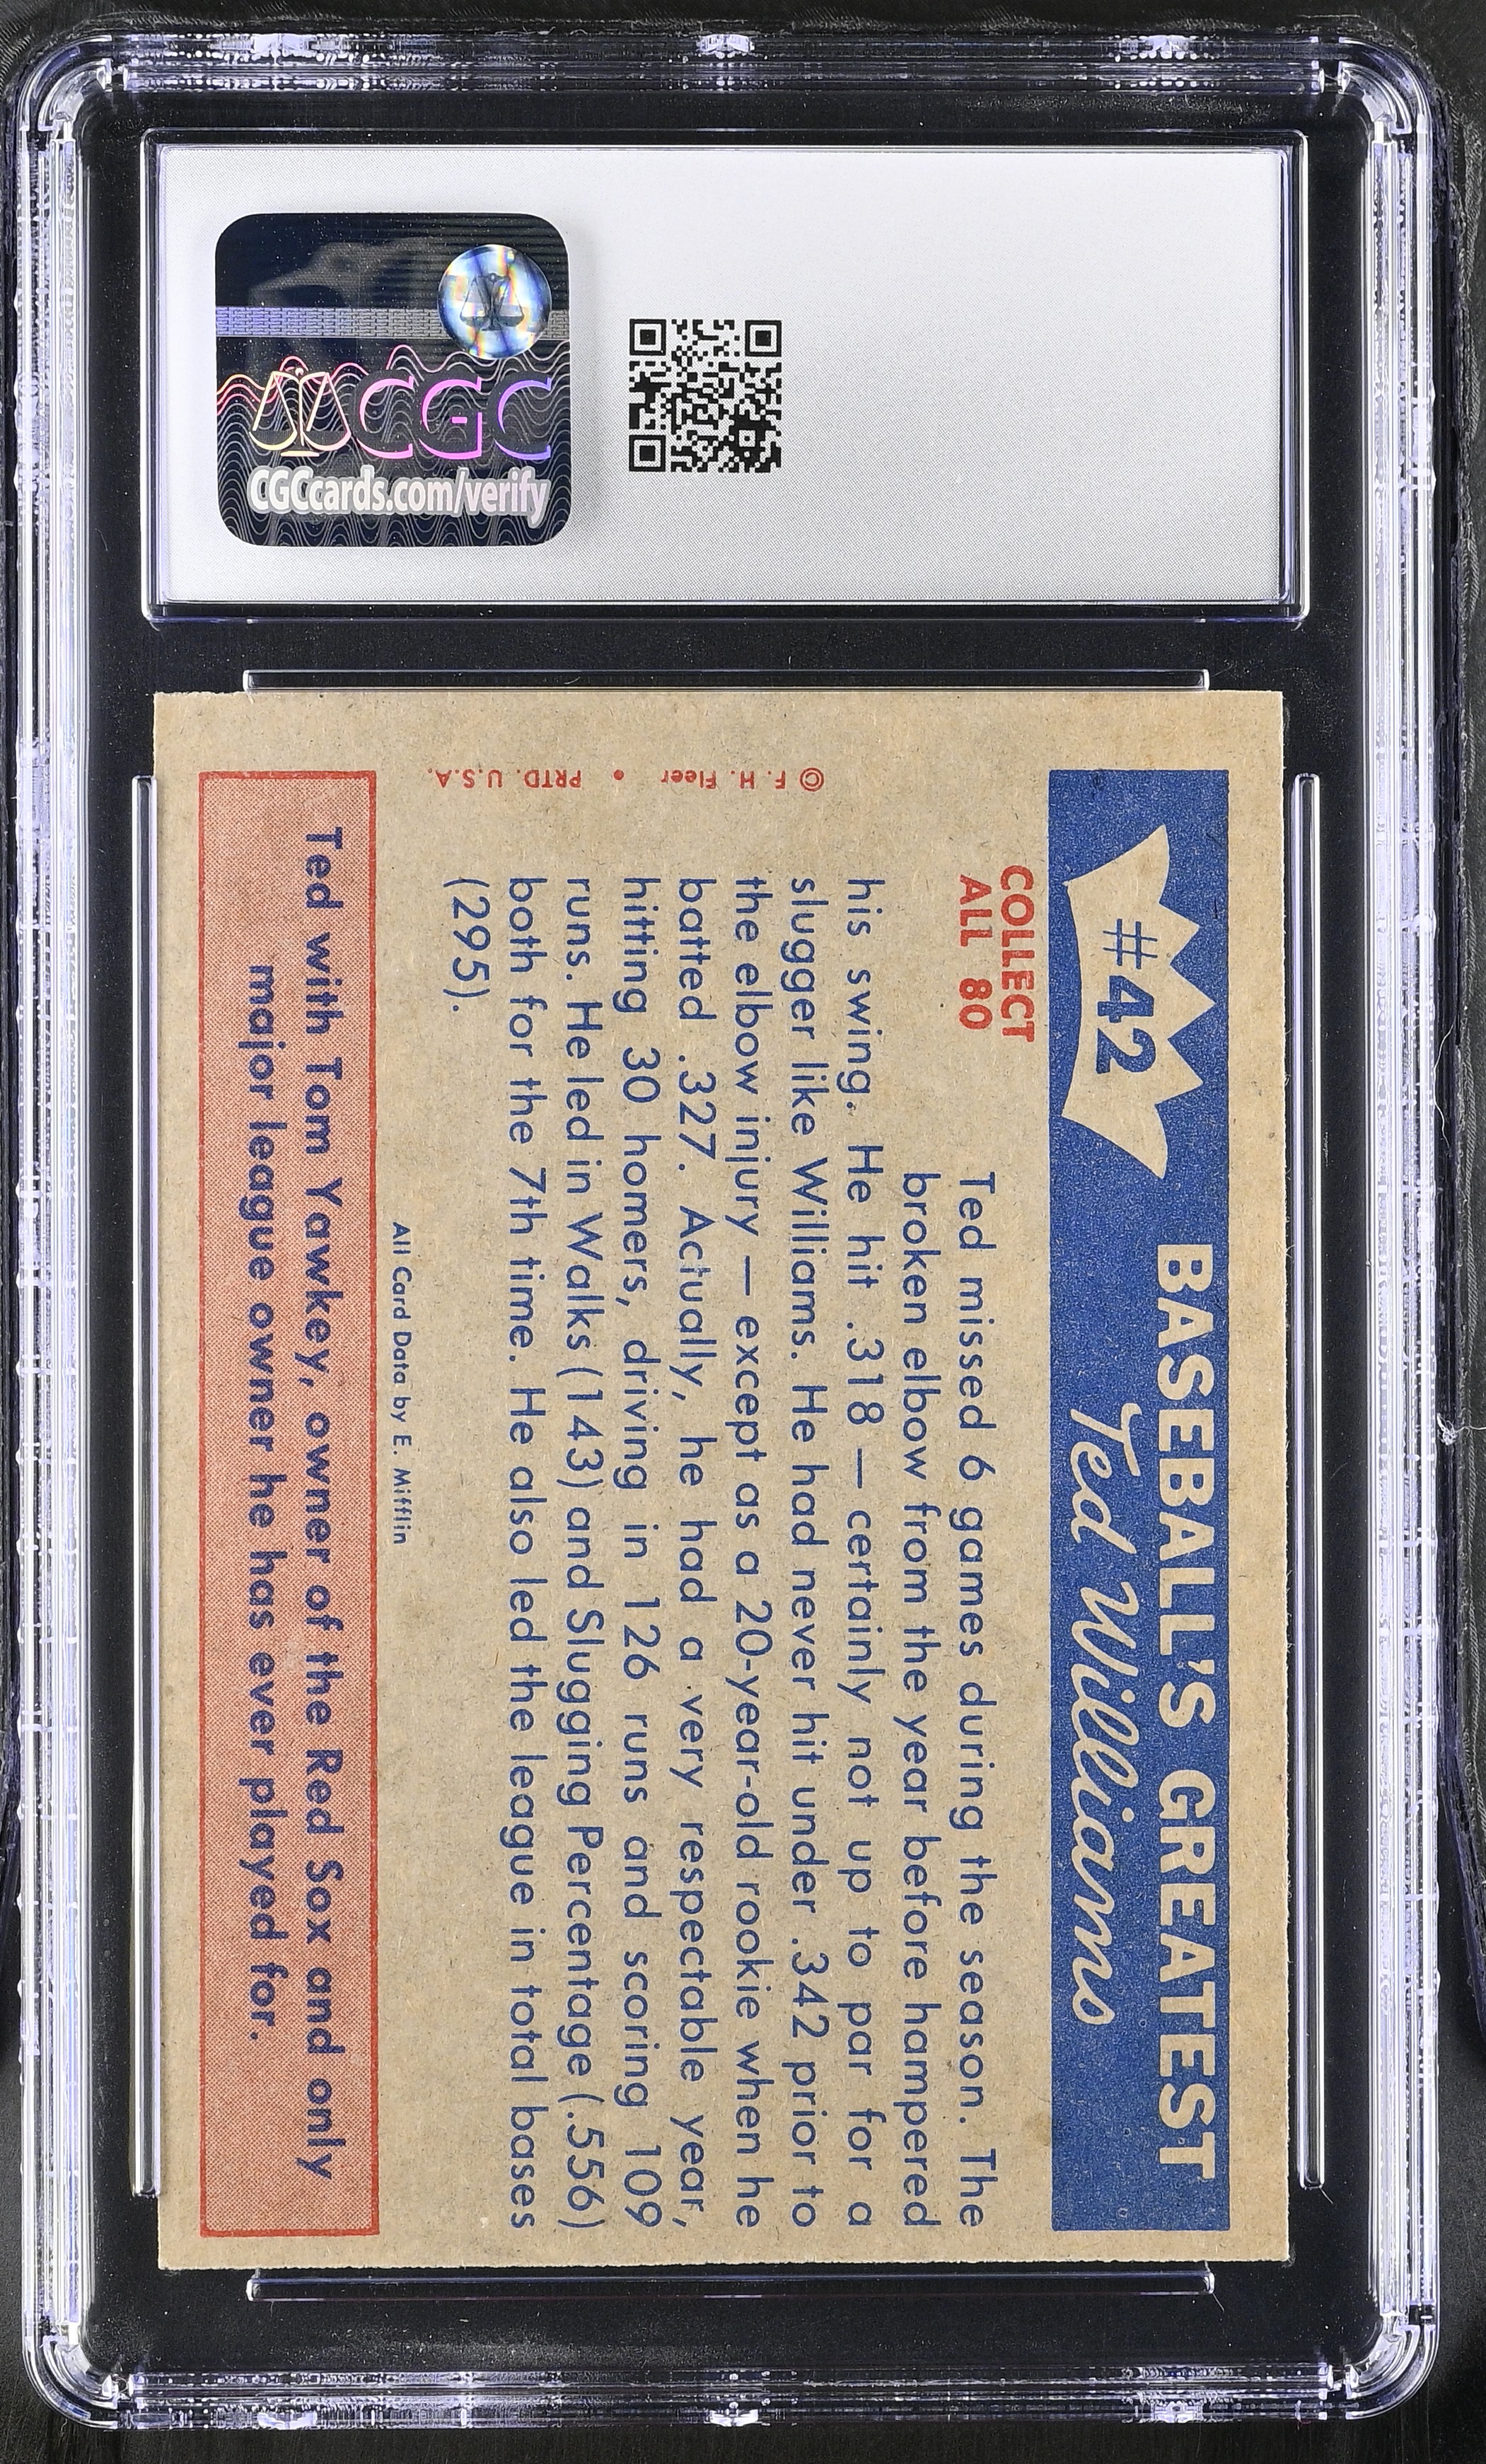 CGC
CGCcards.com/verify
#42
BASEBALL'S GREATEST
Ted Williams
COLLECT
ALL 80
Ted missed 6 games during the season. The
broken elbow from the year before hampered
his swing. He hit .318 — certainly not up to par for a
slugger like Williams. He had never hit under .342 prior to
the elbow injury — except as a 20-year-old rookie when he
batted .327. Actually, he had a very respectable year,
hitting 30 homers, driving in 126 runs and scoring 109
runs. He led in Walks (143) and Slugging Percentage (.556)
both for the 7th time. He also led the league in total bases
(295).
© F. H. Fleer • PRTD. U.S.A.
All Card Data by E. Mifflin
Ted with Tom Yawkey, owner of the Red Sox and only
major league owner he has ever played for.